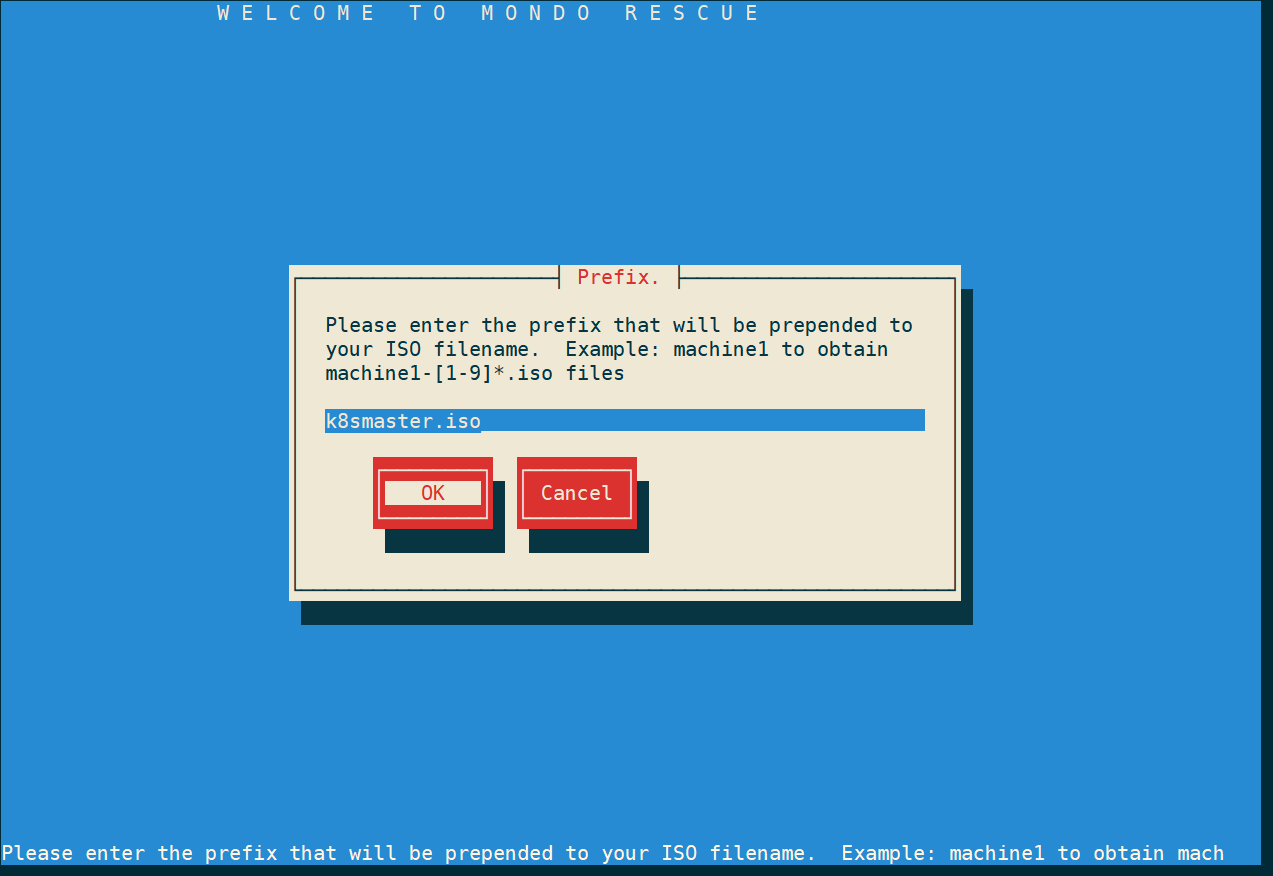 W E L C O M E   T O   M O N D O   R E S C U E
Prefix.
Please enter the prefix that will be prepended to
your ISO filename.  Example: machine1 to obtain
machine1-[1-9]*.iso files
k8smaster.iso
OK Cancel
Please enter the prefix that will be prepended to your ISO filename.  Example: machine1 to obtain mach